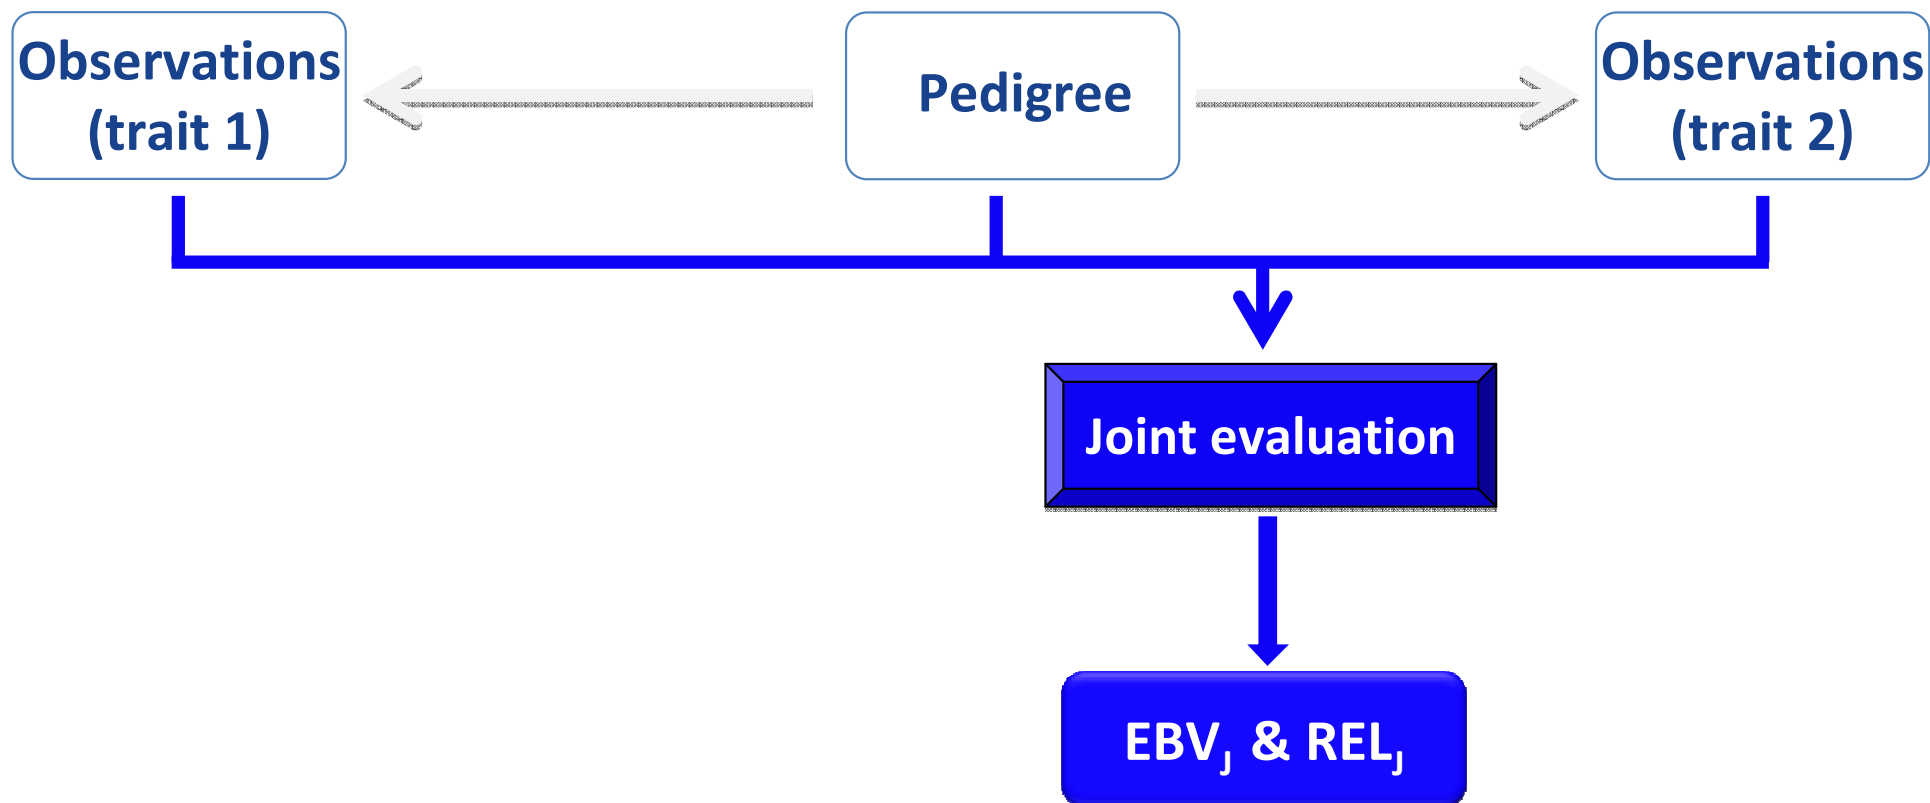 Observations
(trait 1)
Pedigree
Observations
(trait 2)
Joint evaluation
EBVJ & RELJ